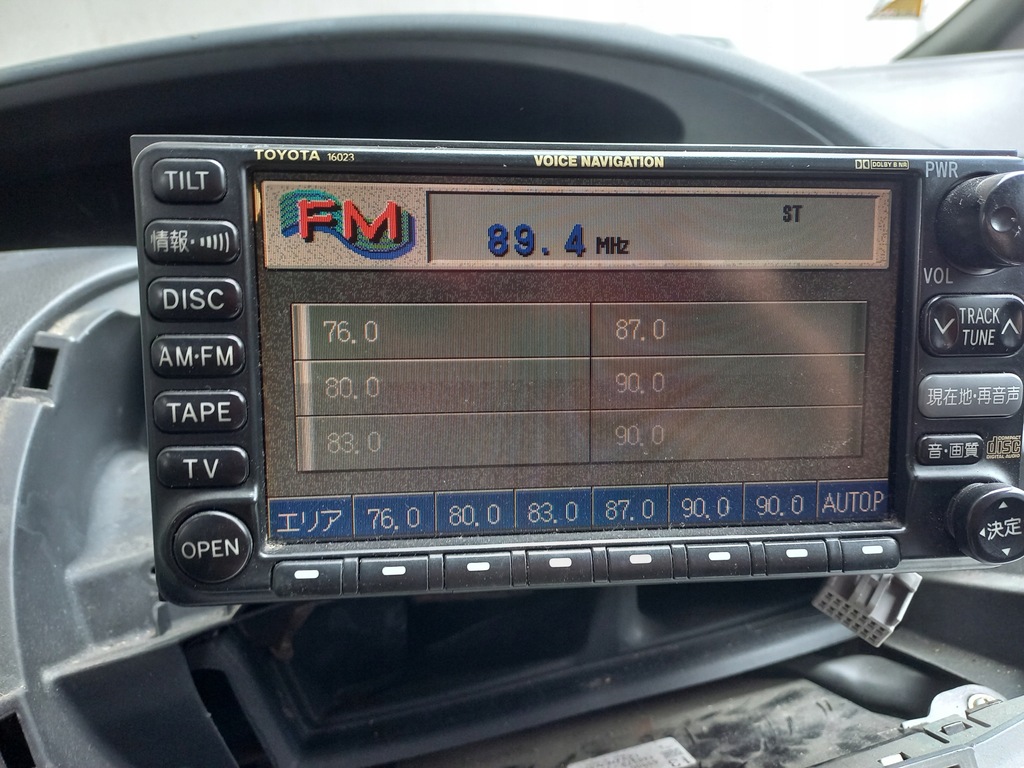 TOYOTA 16023
VOICE NAVIGATION
DOLBY B NR
PWR
TILT
FM
89.4 MHz
ST
情報・
VOL
DISC
TRACK
TUNE
AM・FM
76.0
87.0
80.0
90.0
83.0
90.0
TAPE
現在地・再音声
TV
音・画質
COMPACT
disc
DIGITAL AUDIO
エリア
76.0
80.0
83.0
87.0
90.0
90.0
AUTO.P
OPEN
決定